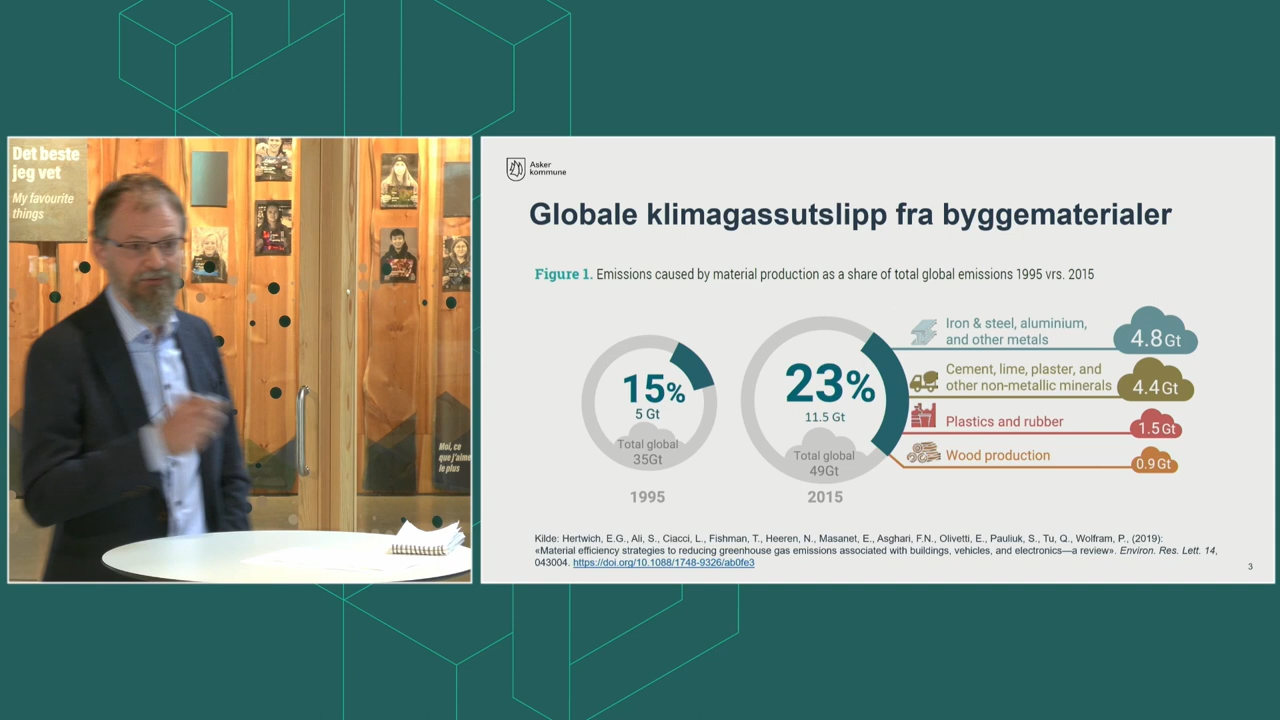 Det beste
jeg vet
My favourite
things
Moi, ce
que j'aime
le plus
Asker
kommune
Globale klimagassutslipp fra byggematerialer
Figure 1. Emissions caused by material production as a share of total global emissions 1995 vrs. 2015
15%
5 Gt
Total global
35Gt
1995
23%
11.5 Gt
Total global
49Gt
2015
Iron & steel, aluminium,
and other metals
4.8Gt
Cement, lime, plaster, and
other non-metallic minerals
4.4Gt
Plastics and rubber
1.5Gt
Wood production
0.9Gt
Kilde: Hertwich, E.G., Ali, S., Ciacci, L., Fishman, T., Heeren, N., Masanet, E., Asghari, F.N., Olivetti, E., Pauliuk, S., Tu, Q., Wolfram, P., (2019):
«Material efficiency strategies to reducing greenhouse gas emissions associated with buildings, vehicles, and electronics—a review». Environ. Res. Lett. 14,
043004. https://doi.org/10.1088/1748-9326/ab0fe3
3